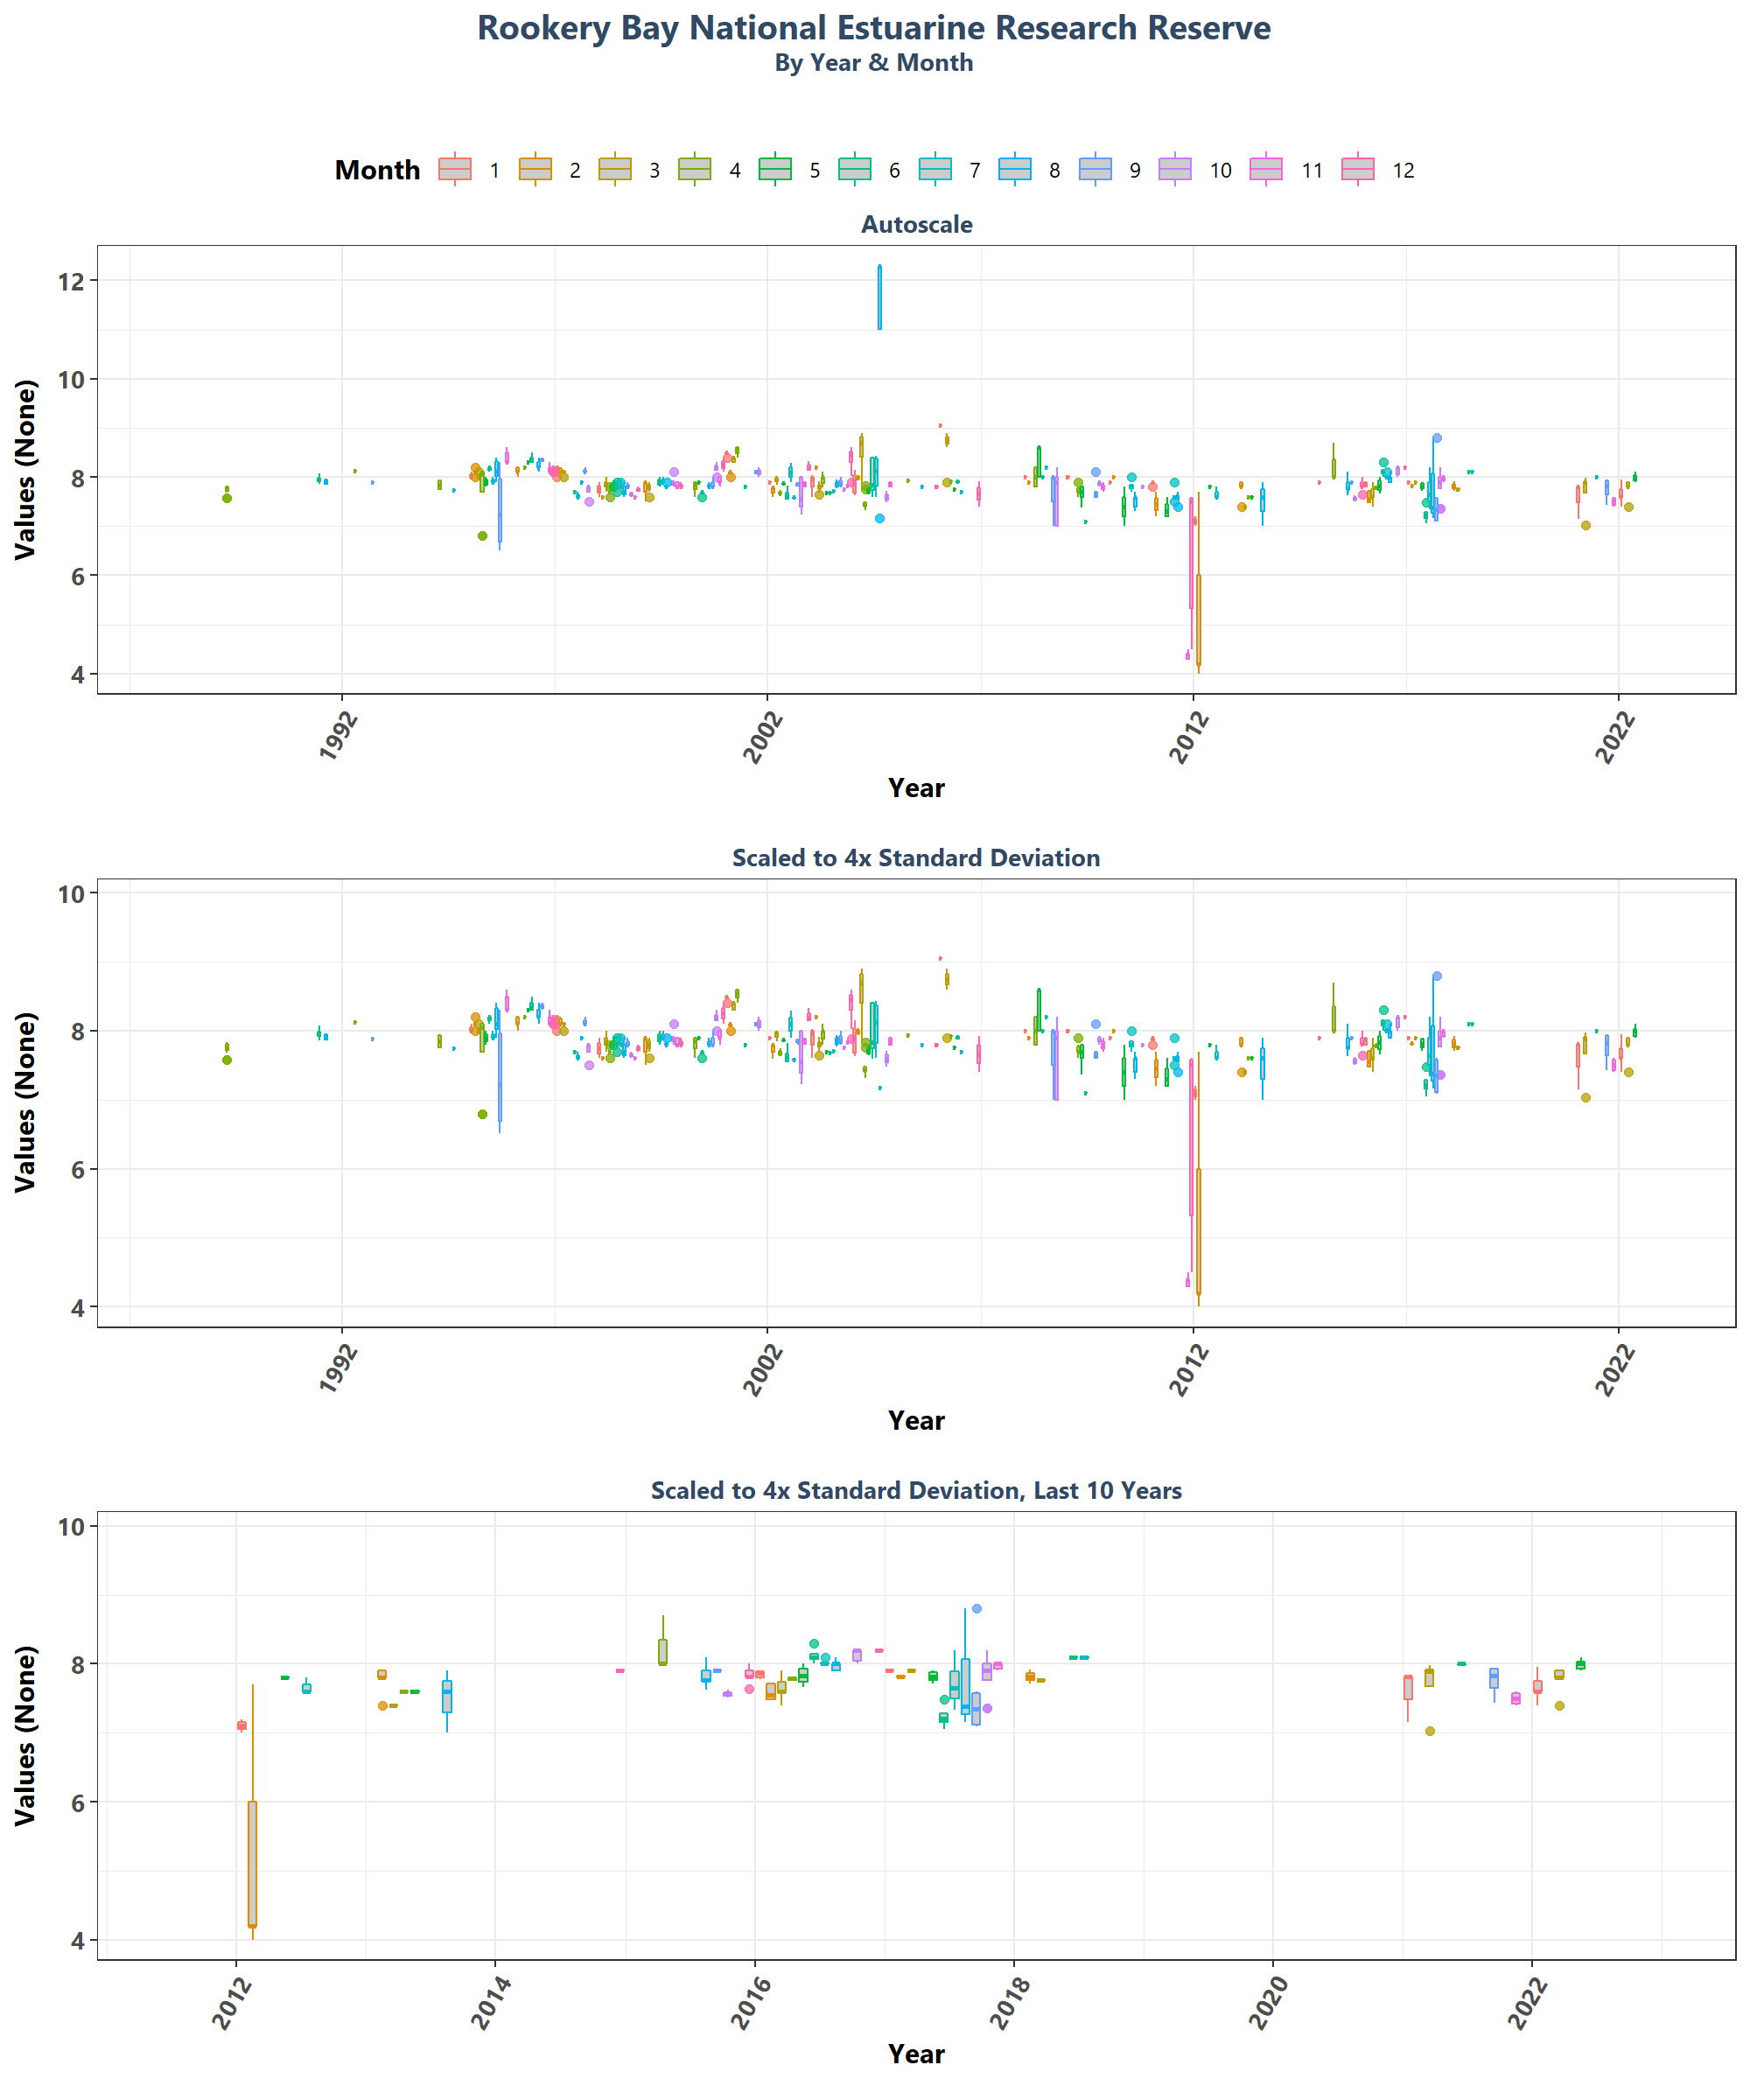 Rookery Bay National Estuarine Research Reserve
By Year & Month
Month 1 2 3 4 5 6 7 8 9 10 11 12
Autoscale
Values (None)
12
10
8
6
4
1992 2002 2012 2022
Year
Scaled to 4x Standard Deviation
Values (None)
10
8
6
4
1992 2002 2012 2022
Year
Scaled to 4x Standard Deviation, Last 10 Years
Values (None)
10
8
6
4
2012 2014 2016 2018 2020 2022
Year